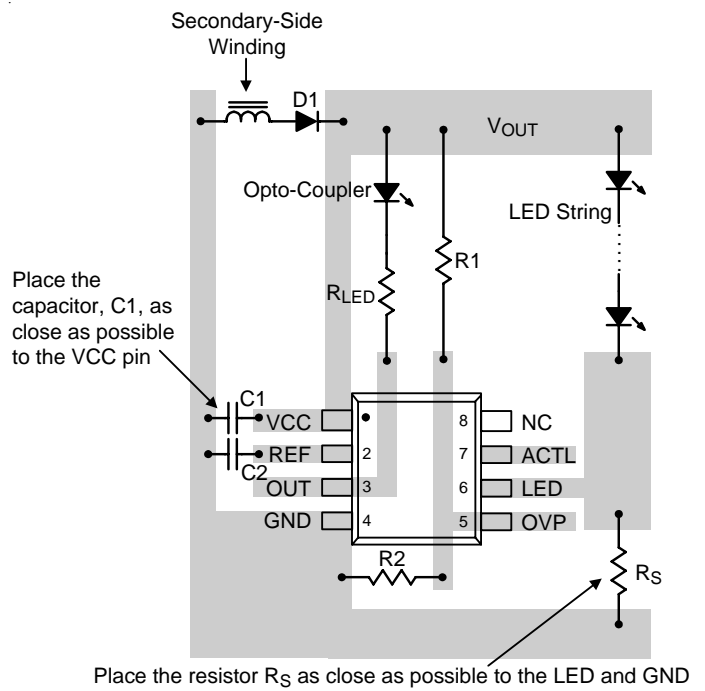 Secondary-Side
Winding
D1
VOUT
Opto-Coupler
LED String
R1
RLED
Place the
capacitor, C1, as
close as possible
to the VCC pin
C1
VCC
8
NC
REF
2
7
ACTL
C2
OUT
3
6
LED
GND
4
5
OVP
R2
RS
Place the resistor RS as close as possible to the LED and GND